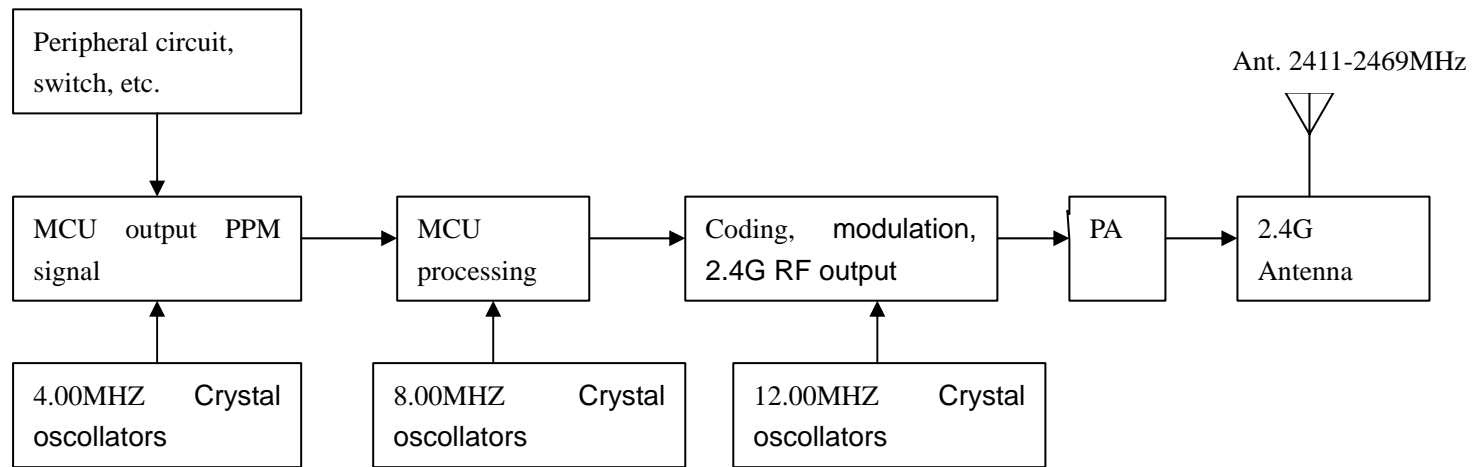 Peripheral circuit,
switch, etc.
Ant. 2411-2469MHz
MCU output PPM
signal
MCU
processing
Coding, modulation,
2.4G RF output
PA
2.4G
Antenna
4.00MHZ Crystal
oscollators
8.00MHZ Crystal
oscollators
12.00MHZ Crystal
oscollators